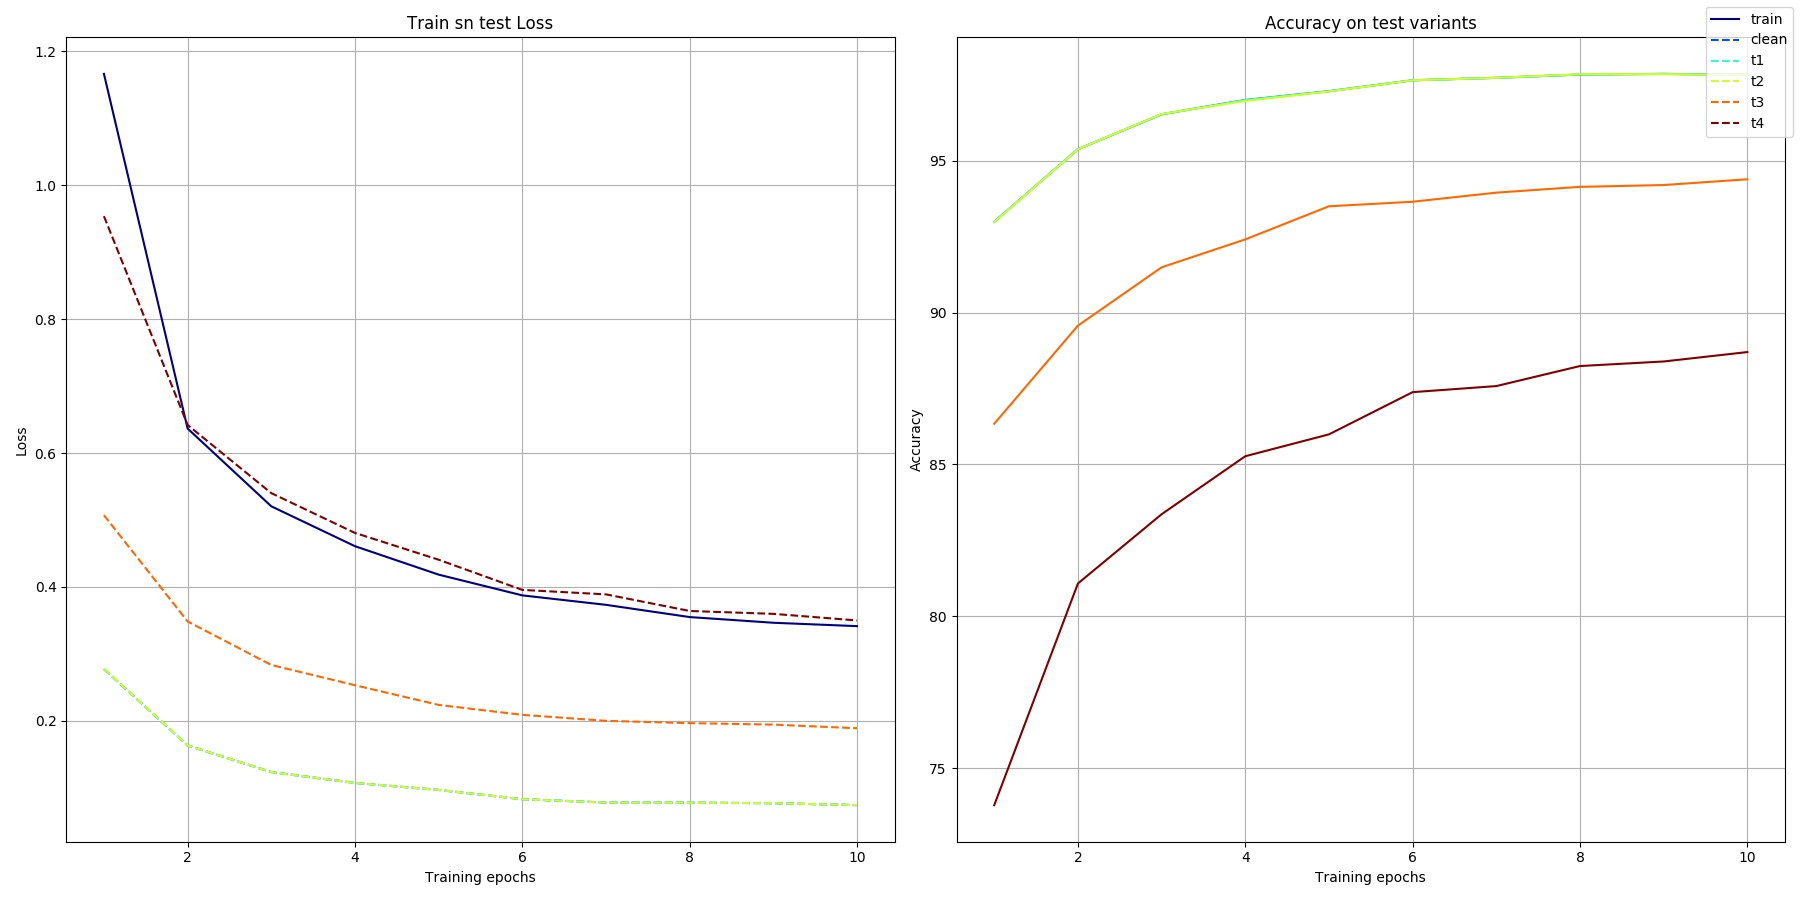 Train sn test Loss
1.2
1.0
0.8
0.6
0.4
0.2
Loss
2
4
6
8
10
Training epochs
Accuracy on test variants
95
90
85
80
75
Accuracy
2
4
6
8
10
Training epochs
train
clean
t1
t2
t3
t4